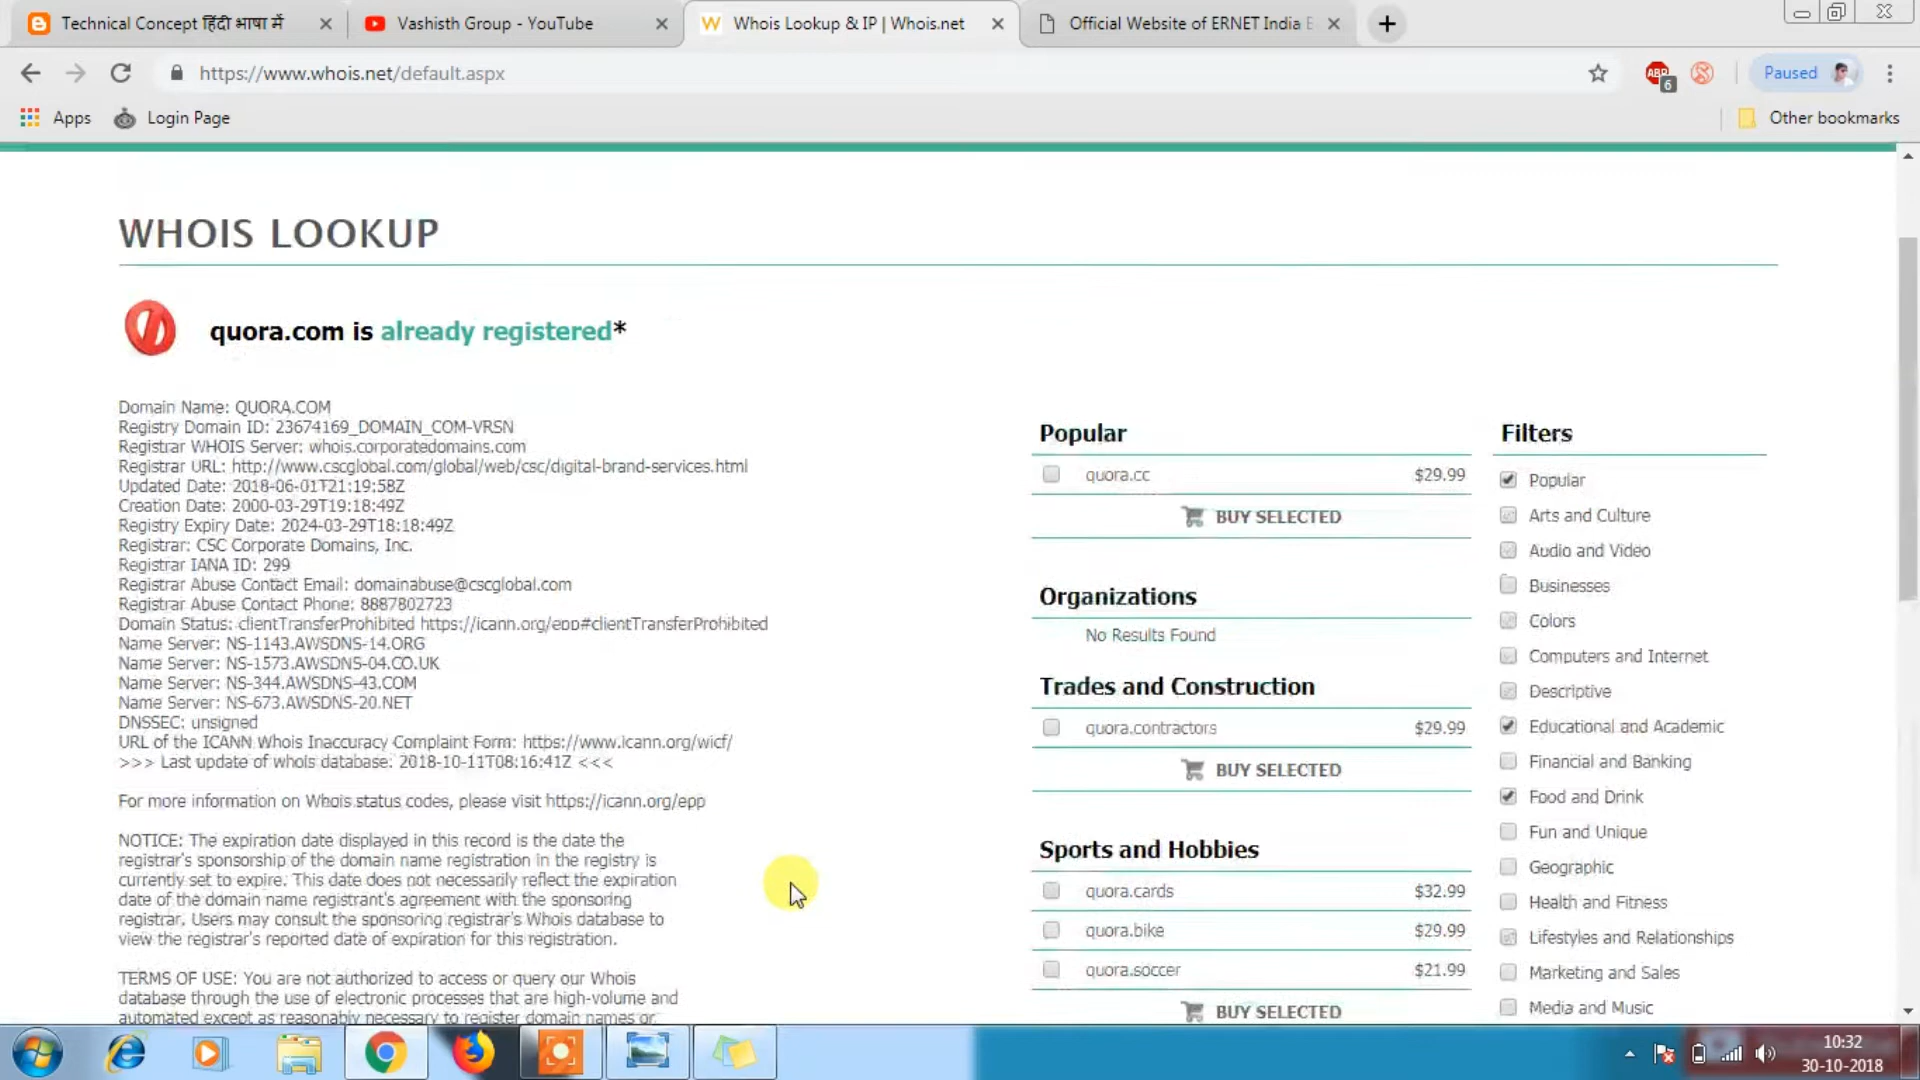 Technical Concept हिंदी भाषा में
Vashisth Group - YouTube
Whois Lookup & IP | Whois.net
Official Website of ERNET India
https://www.whois.net/default.aspx
ABP
6
Paused
Apps
Login Page
Other bookmarks
WHOIS LOOKUP
quora.com is already registered*
Domain Name: QUORA.COM
Registry Domain ID: 23674169_DOMAIN_COM-VRSN
Registrar WHOIS Server: whois.corporatedomains.com
Registrar URL: http://www.cscglobal.com/global/web/csc/digital-brand-services.html
Updated Date: 2018-06-01T21:19:58Z
Creation Date: 2000-03-29T19:18:49Z
Registry Expiry Date: 2024-03-29T18:18:49Z
Registrar: CSC Corporate Domains, Inc.
Registrar IANA ID: 299
Registrar Abuse Contact Email: domainabuse@cscglobal.com
Registrar Abuse Contact Phone: 8887802723
Domain Status: clientTransferProhibited https://icann.org/epp#clientTransferProhibited
Name Server: NS-1143.AWSDNS-14.ORG
Name Server: NS-1573.AWSDNS-04.CO.UK
Name Server: NS-344.AWSDNS-43.COM
Name Server: NS-673.AWSDNS-20.NET
DNSSEC: unsigned
URL of the ICANN Whois Inaccuracy Complaint Form: https://www.icann.org/wicf/
>>> Last update of whois database: 2018-10-11T08:16:41Z <<<
For more information on Whois status codes, please visit https://icann.org/epp
NOTICE: The expiration date displayed in this record is the date the
registrar's sponsorship of the domain name registration in the registry is
currently set to expire. This date does not necessarily reflect the expiration
date of the domain name registrant's agreement with the sponsoring
registrar. Users may consult the sponsoring registrar's Whois database to
view the registrar's reported date of expiration for this registration.
TERMS OF USE: You are not authorized to access or query our Whois
database through the use of electronic processes that are high-volume and
automated except as reasonably necessary to register domain names or
Popular
quora.cc $29.99
BUY SELECTED
Organizations
No Results Found
Trades and Construction
quora.contractors $29.99
BUY SELECTED
Sports and Hobbies
quora.cards $32.99
quora.bike $29.99
quora.soccer $21.99
BUY SELECTED
Filters
Popular
Arts and Culture
Audio and Video
Businesses
Colors
Computers and Internet
Descriptive
Educational and Academic
Financial and Banking
Food and Drink
Fun and Unique
Geographic
Health and Fitness
Lifestyles and Relationships
Marketing and Sales
Media and Music
10:32
30-10-2018